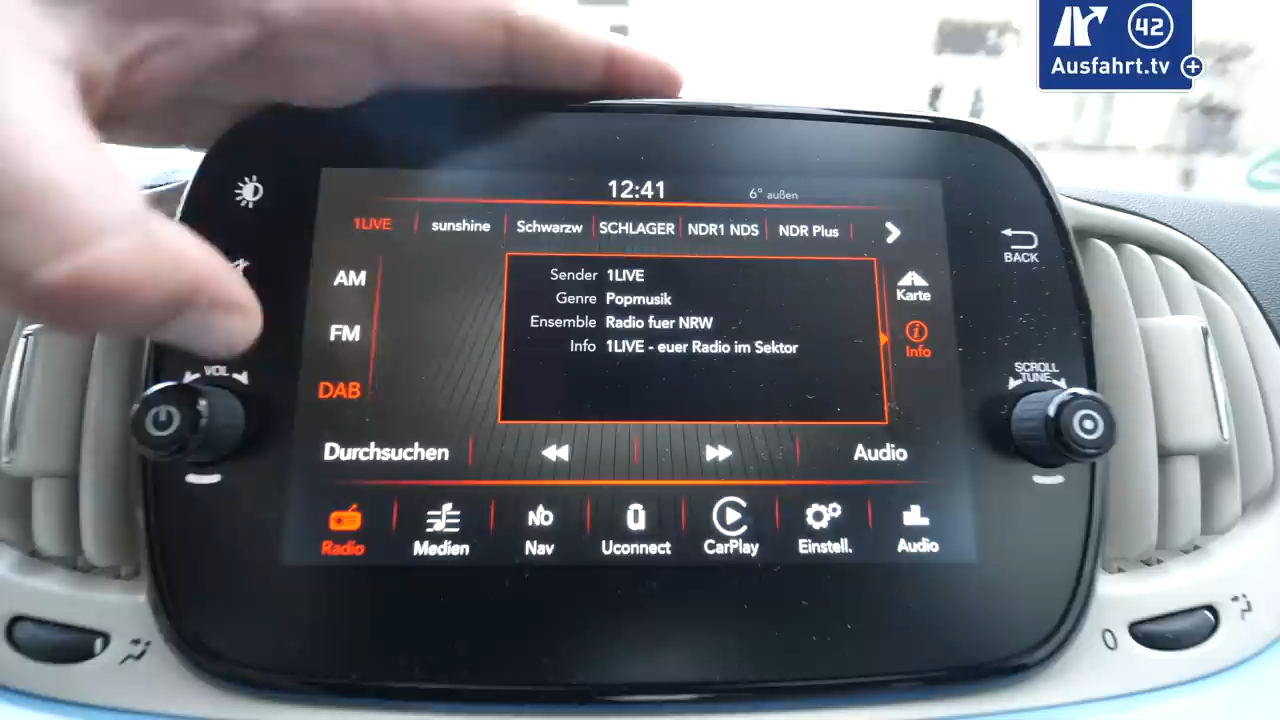 42
Ausfahrt.tv
12:41
6° außen
1LIVE
sunshine
Schwarzw
SCHLAGER
NDR1 NDS
NDR Plus
BACK
AM
FM
DAB
Sender 1LIVE
Genre Popmusik
Ensemble Radio fuer NRW
Info 1LIVE - euer Radio im Sektor
Karte
Info
VOL
SCROLL
TUNE
Durchsuchen
Audio
Radio
Medien
NO
Nav
Uconnect
CarPlay
Einstell.
Audio
0